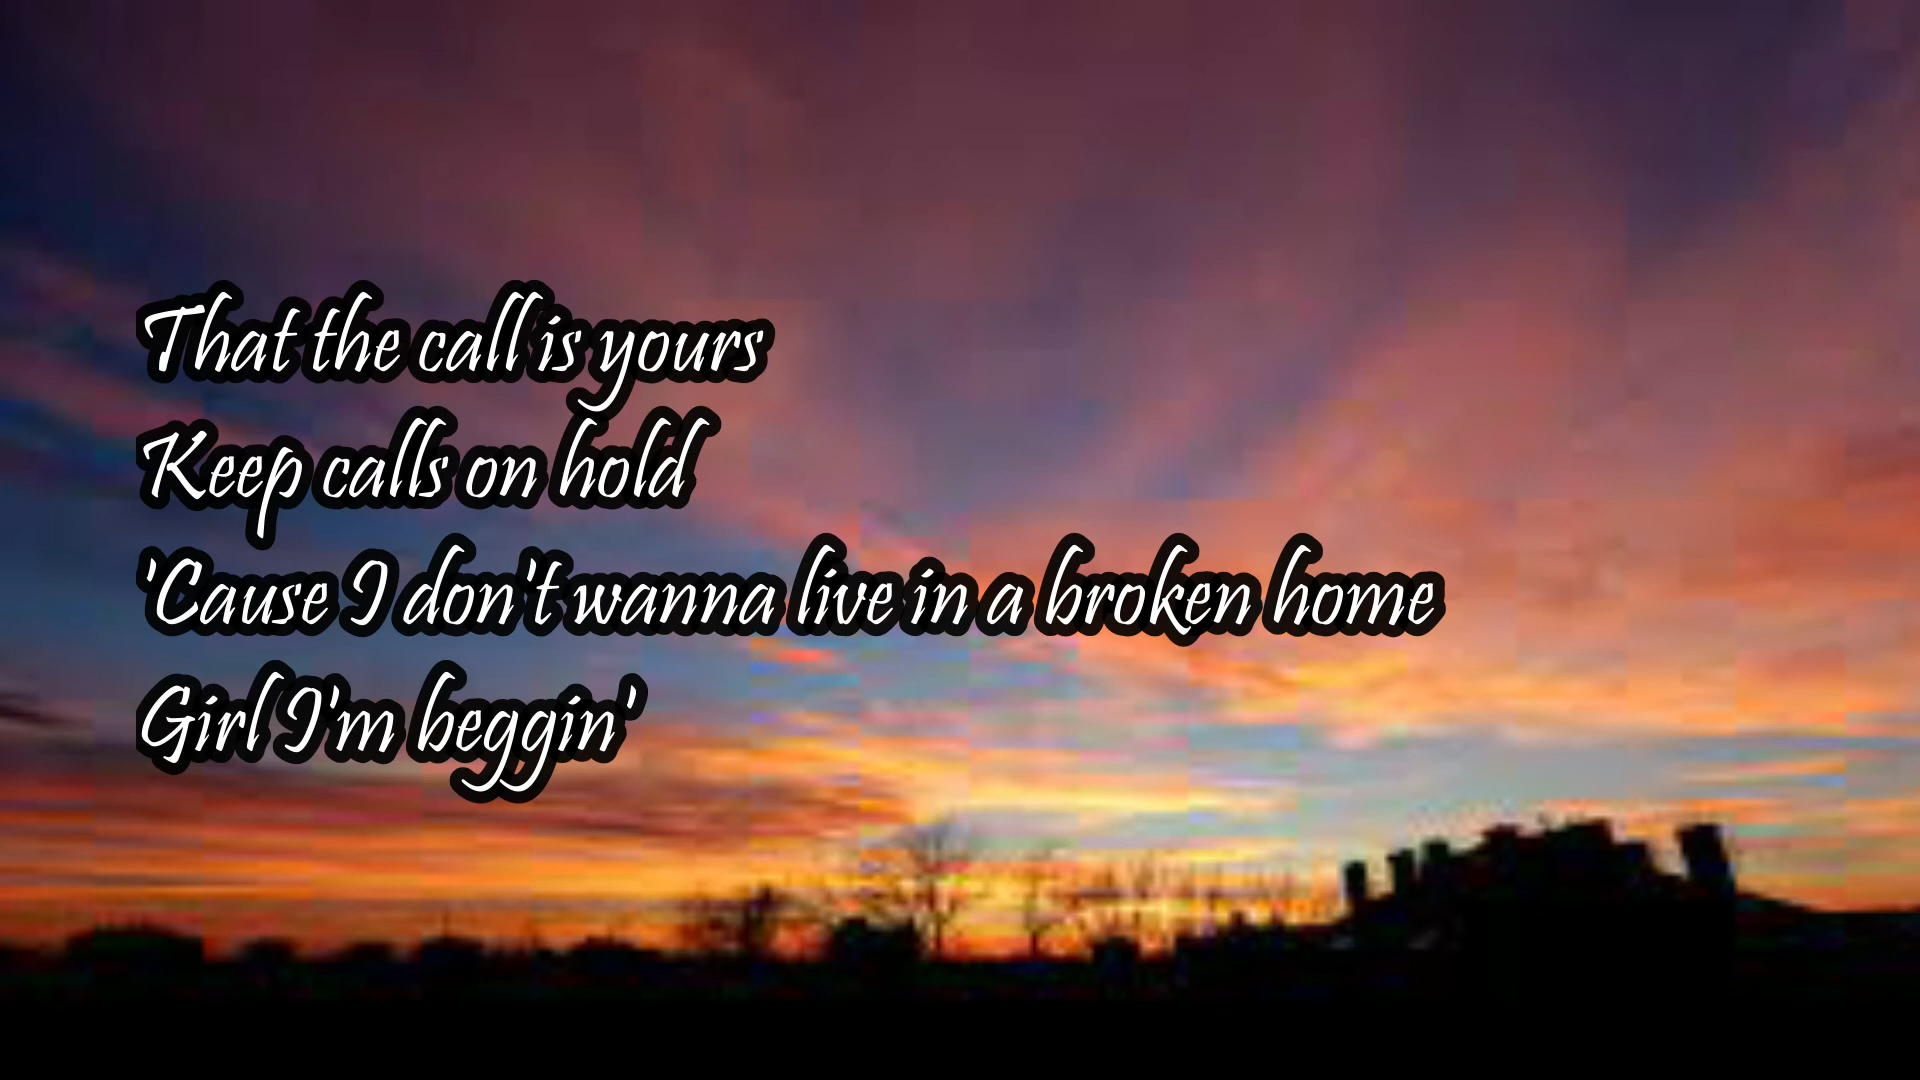 That the call is yours
Keep calls on hold
'Cause I don't wanna live in a broken home
Girl I'm beggin'